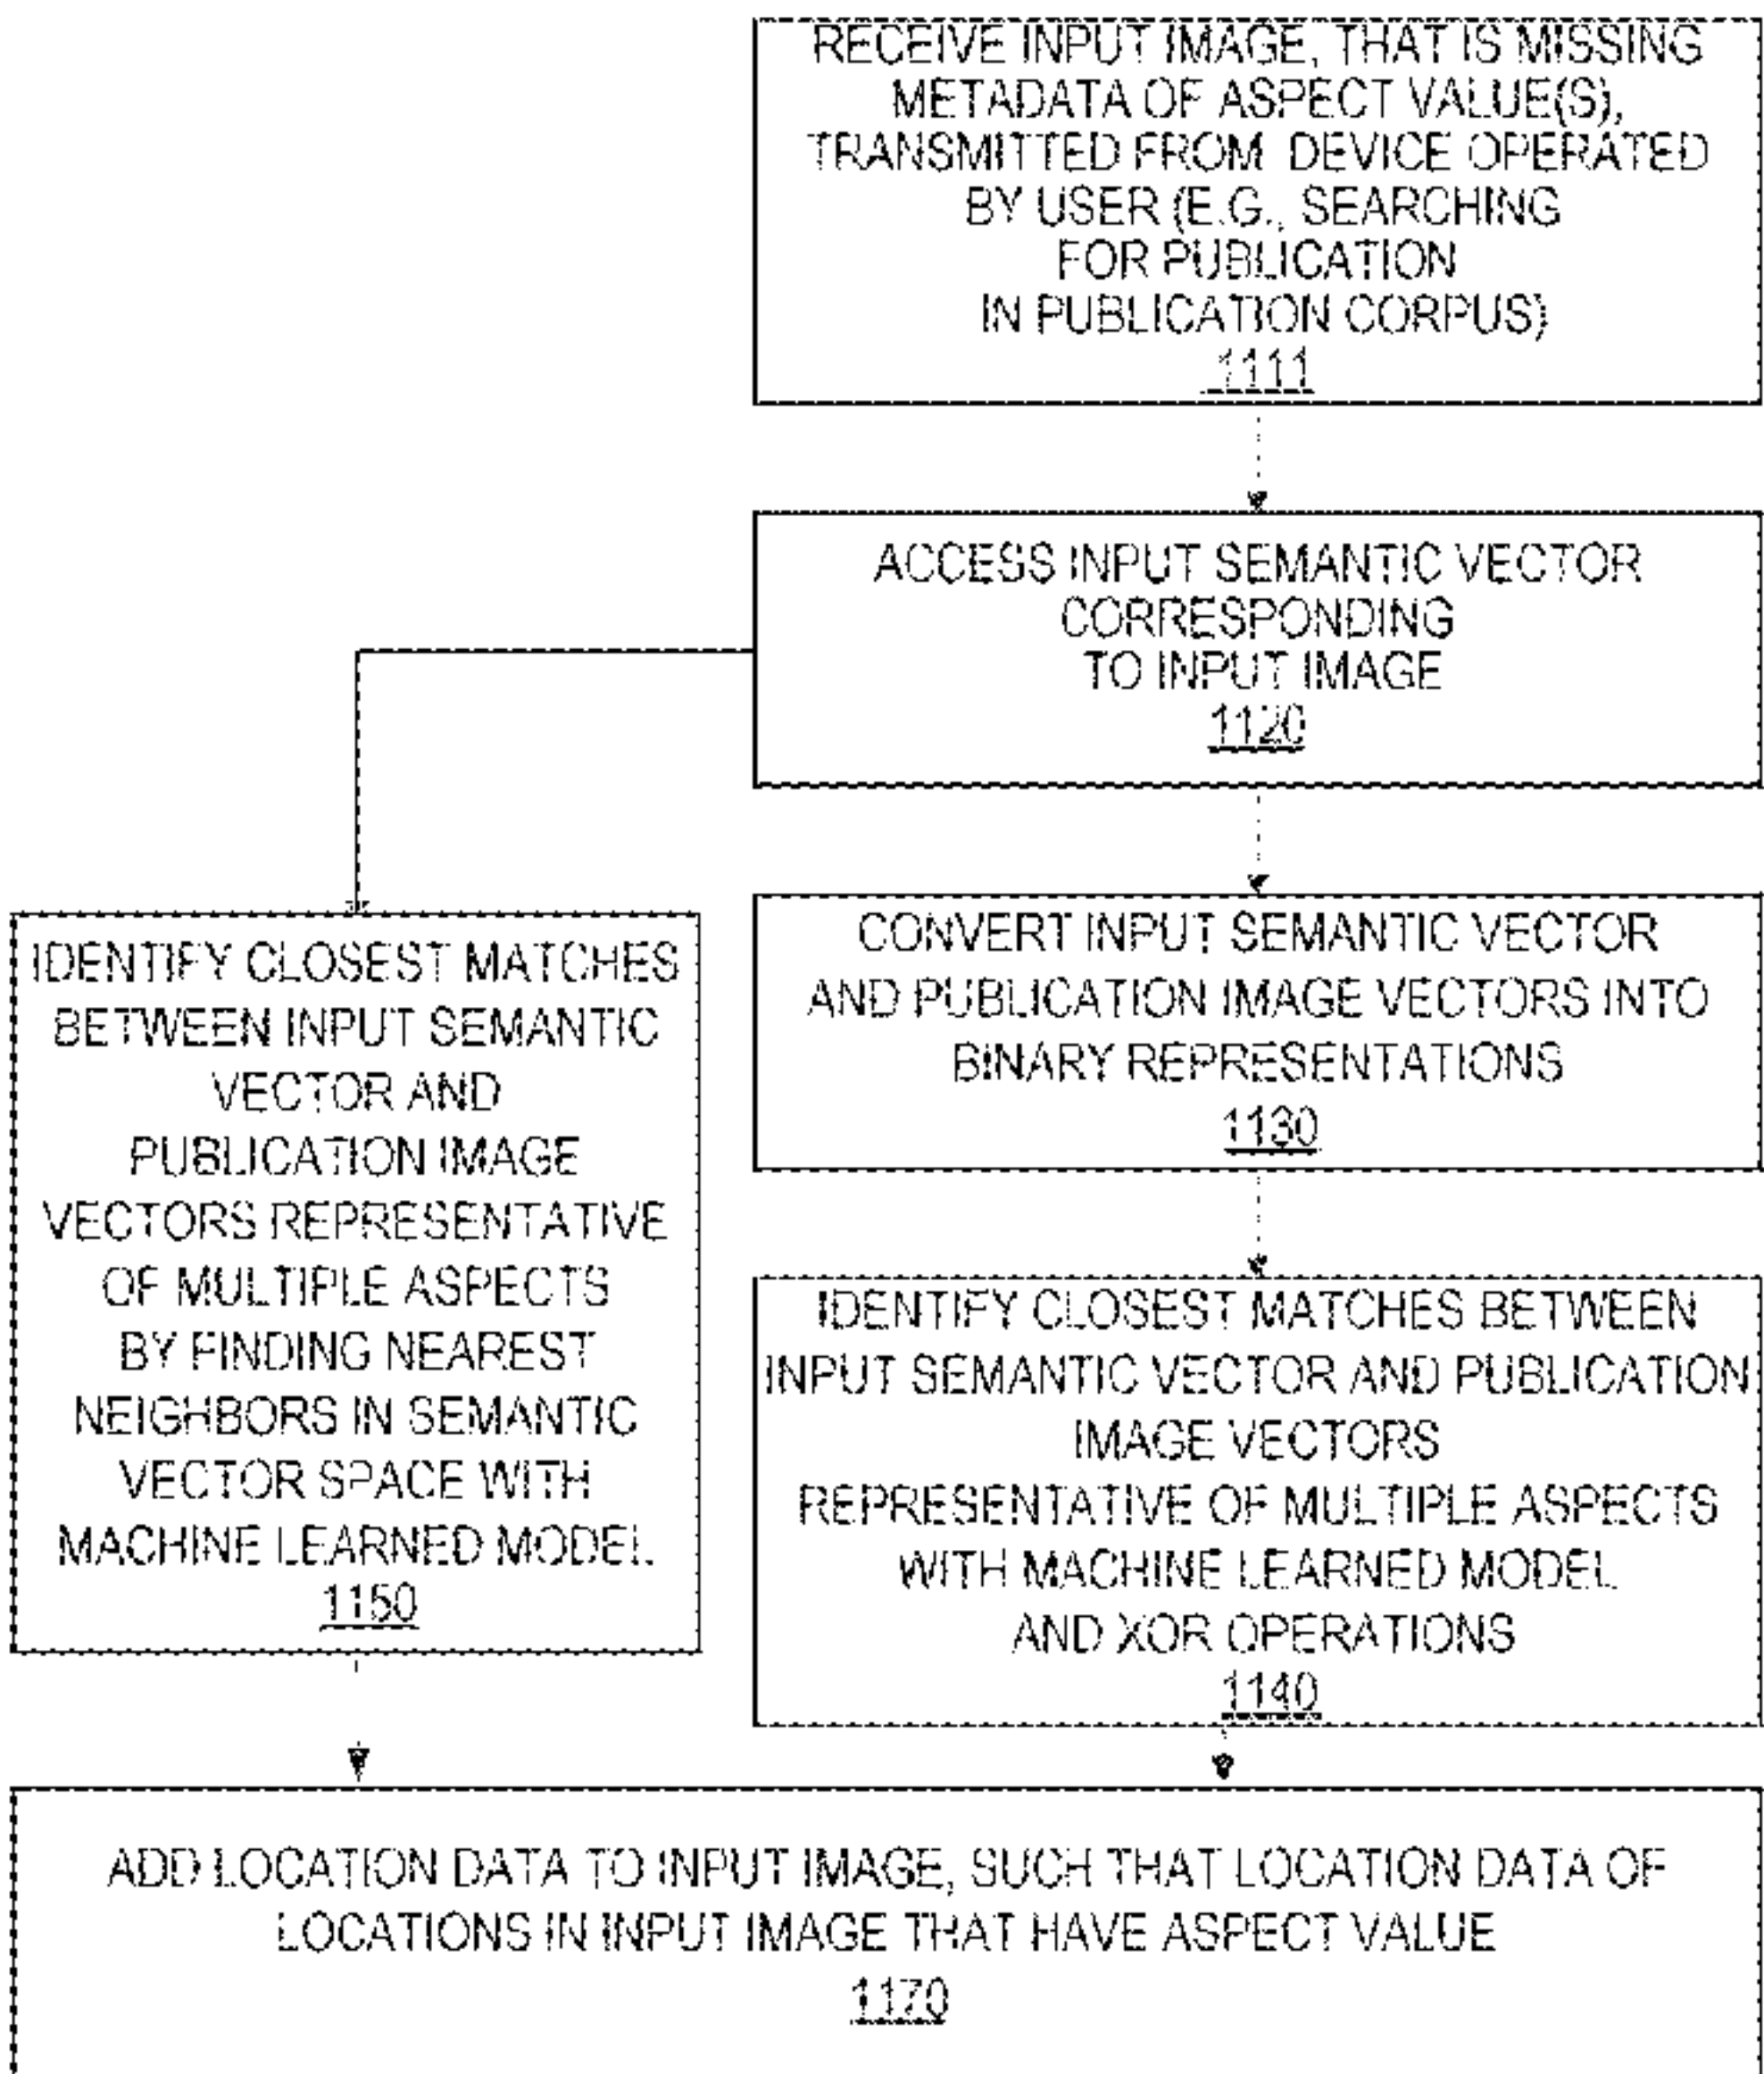 RECEIVE INPUT IMAGE, THAT IS MISSING
METADATA OF ASPECT VALUE(S),
TRANSMITTED FROM DEVICE OPERATED
BY USER (E.G., SEARCHING
FOR PUBLICATION
IN PUBLICATION CORPUS)
1111
ACCESS INPUT SEMANTIC VECTOR
CORRESPONDING
TO INPUT IMAGE
1120
CONVERT INPUT SEMANTIC VECTOR
AND PUBLICATION IMAGE VECTORS INTO
BINARY REPRESENTATIONS
1130
IDENTIFY CLOSEST MATCHES
BETWEEN INPUT SEMANTIC
VECTOR AND
PUBLICATION IMAGE
VECTORS REPRESENTATIVE
OF MULTIPLE ASPECTS
BY FINDING NEAREST
NEIGHBORS IN SEMANTIC
VECTOR SPACE WITH
MACHINE LEARNED MODEL
1150
IDENTIFY CLOSEST MATCHES BETWEEN
INPUT SEMANTIC VECTOR AND PUBLICATION
IMAGE VECTORS
REPRESENTATIVE OF MULTIPLE ASPECTS
WITH MACHINE LEARNED MODEL
AND XOR OPERATIONS
1140
ADD LOCATION DATA TO INPUT IMAGE, SUCH THAT LOCATION DATA OF
LOCATIONS IN INPUT IMAGE THAT HAVE ASPECT VALUE
1170